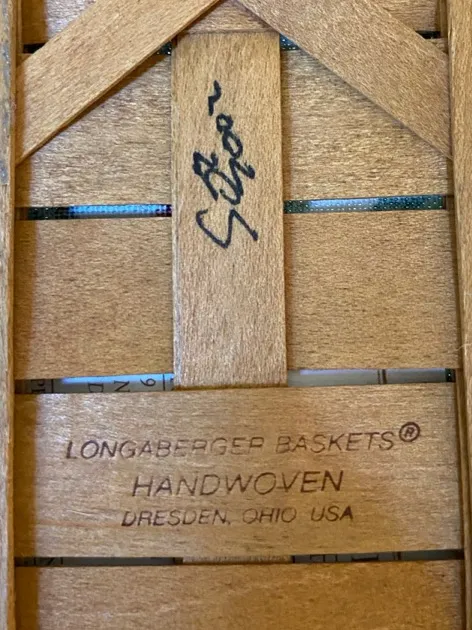 LONGABERGER BASKETS®
HANDWOVEN
DRESDEN, OHIO USA